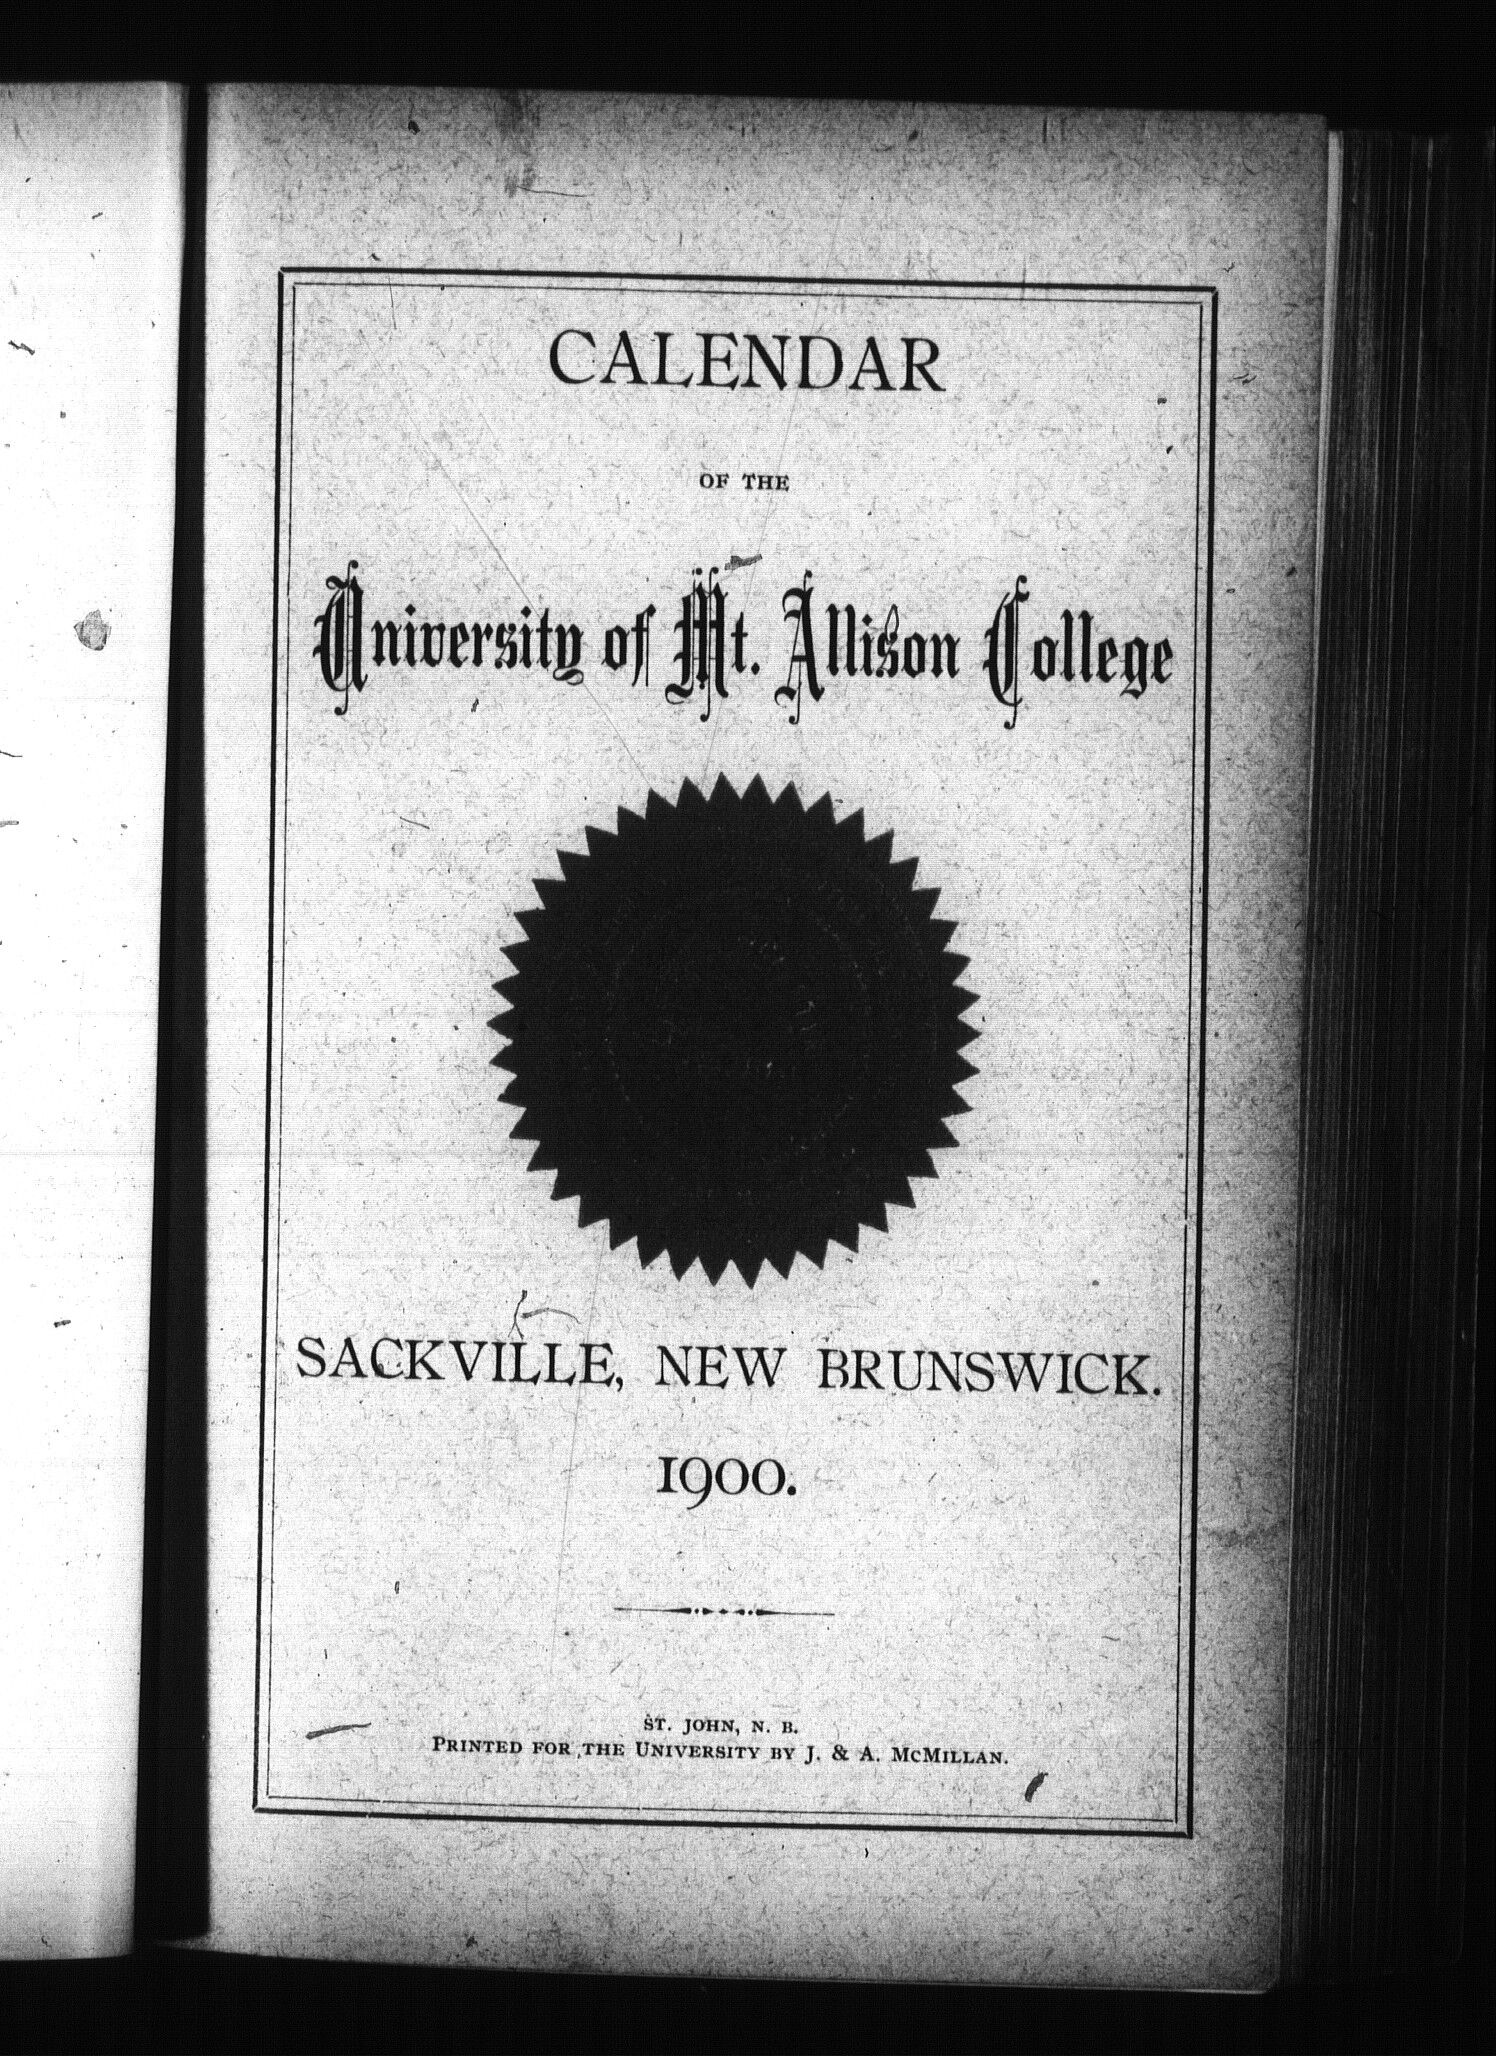 CALENDAR
OF THE
University of Mt. Allison College
SACKVILLE, NEW BRUNSWICK.
1900.
ST. JOHN, N. B.
PRINTED FOR THE UNIVERSITY BY J. & A. MCMILLAN.